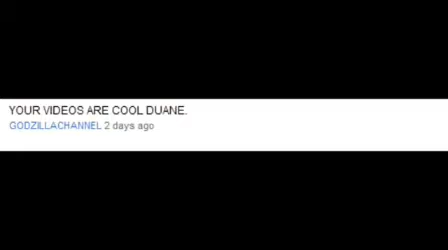 YOUR VIDEOS ARE COOL DUANE.
GODZILLACHANNEL 2 days ago